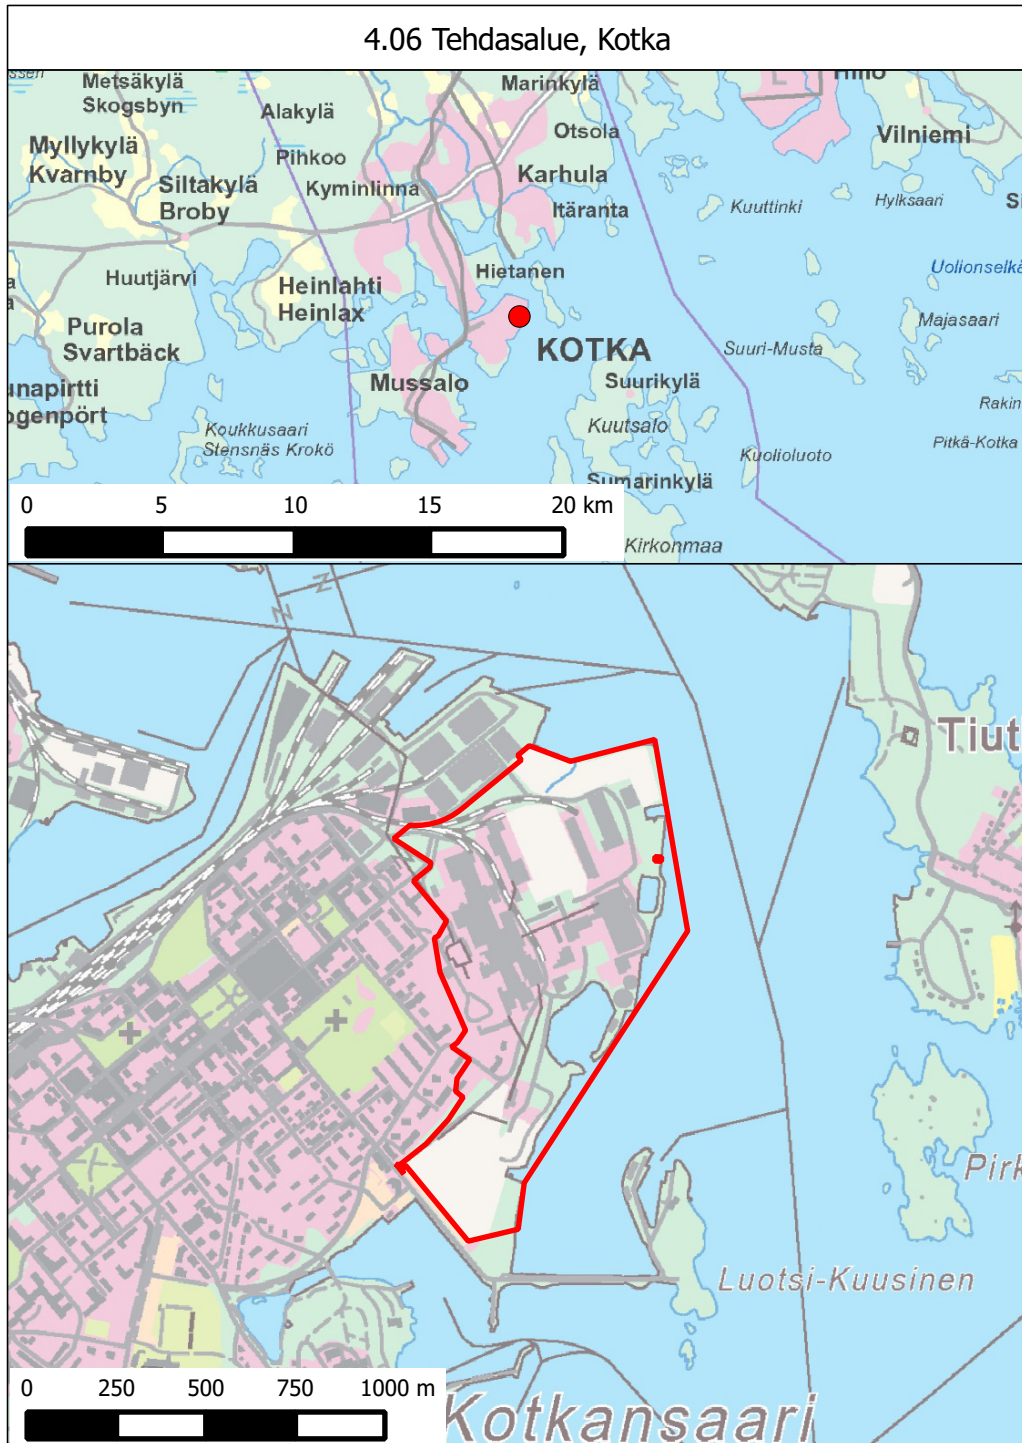 4.06 Tehdasalue, Kotka
Metsäkylä
Skogsbyn
Marinkylä
Alakylä
Otsola
Vilniemi
Myllykylä
Kvarnby
Pihkoo
Karhula
Siltakylä
Broby
Kyminlinna
Itäranta
Kuuttinki
Hylksaari
Huutjärvi
Heinlahti
Heinlax
Hietanen
Uolionselkä
Majasaari
Purola
Svartbäck
KOTKA
Suuri-Musta
Mussalo
Suurikylä
Koukkusaari
Stensnäs Krokö
Kuutsalo
Pitkä-Kotka
Kuolioluoto
Sumarinkylä
Kirkonmaa
0 5 10 15 20 km
Tiut
Pirk
Luotsi-Kuusinen
Kotkansaari
0 250 500 750 1000 m